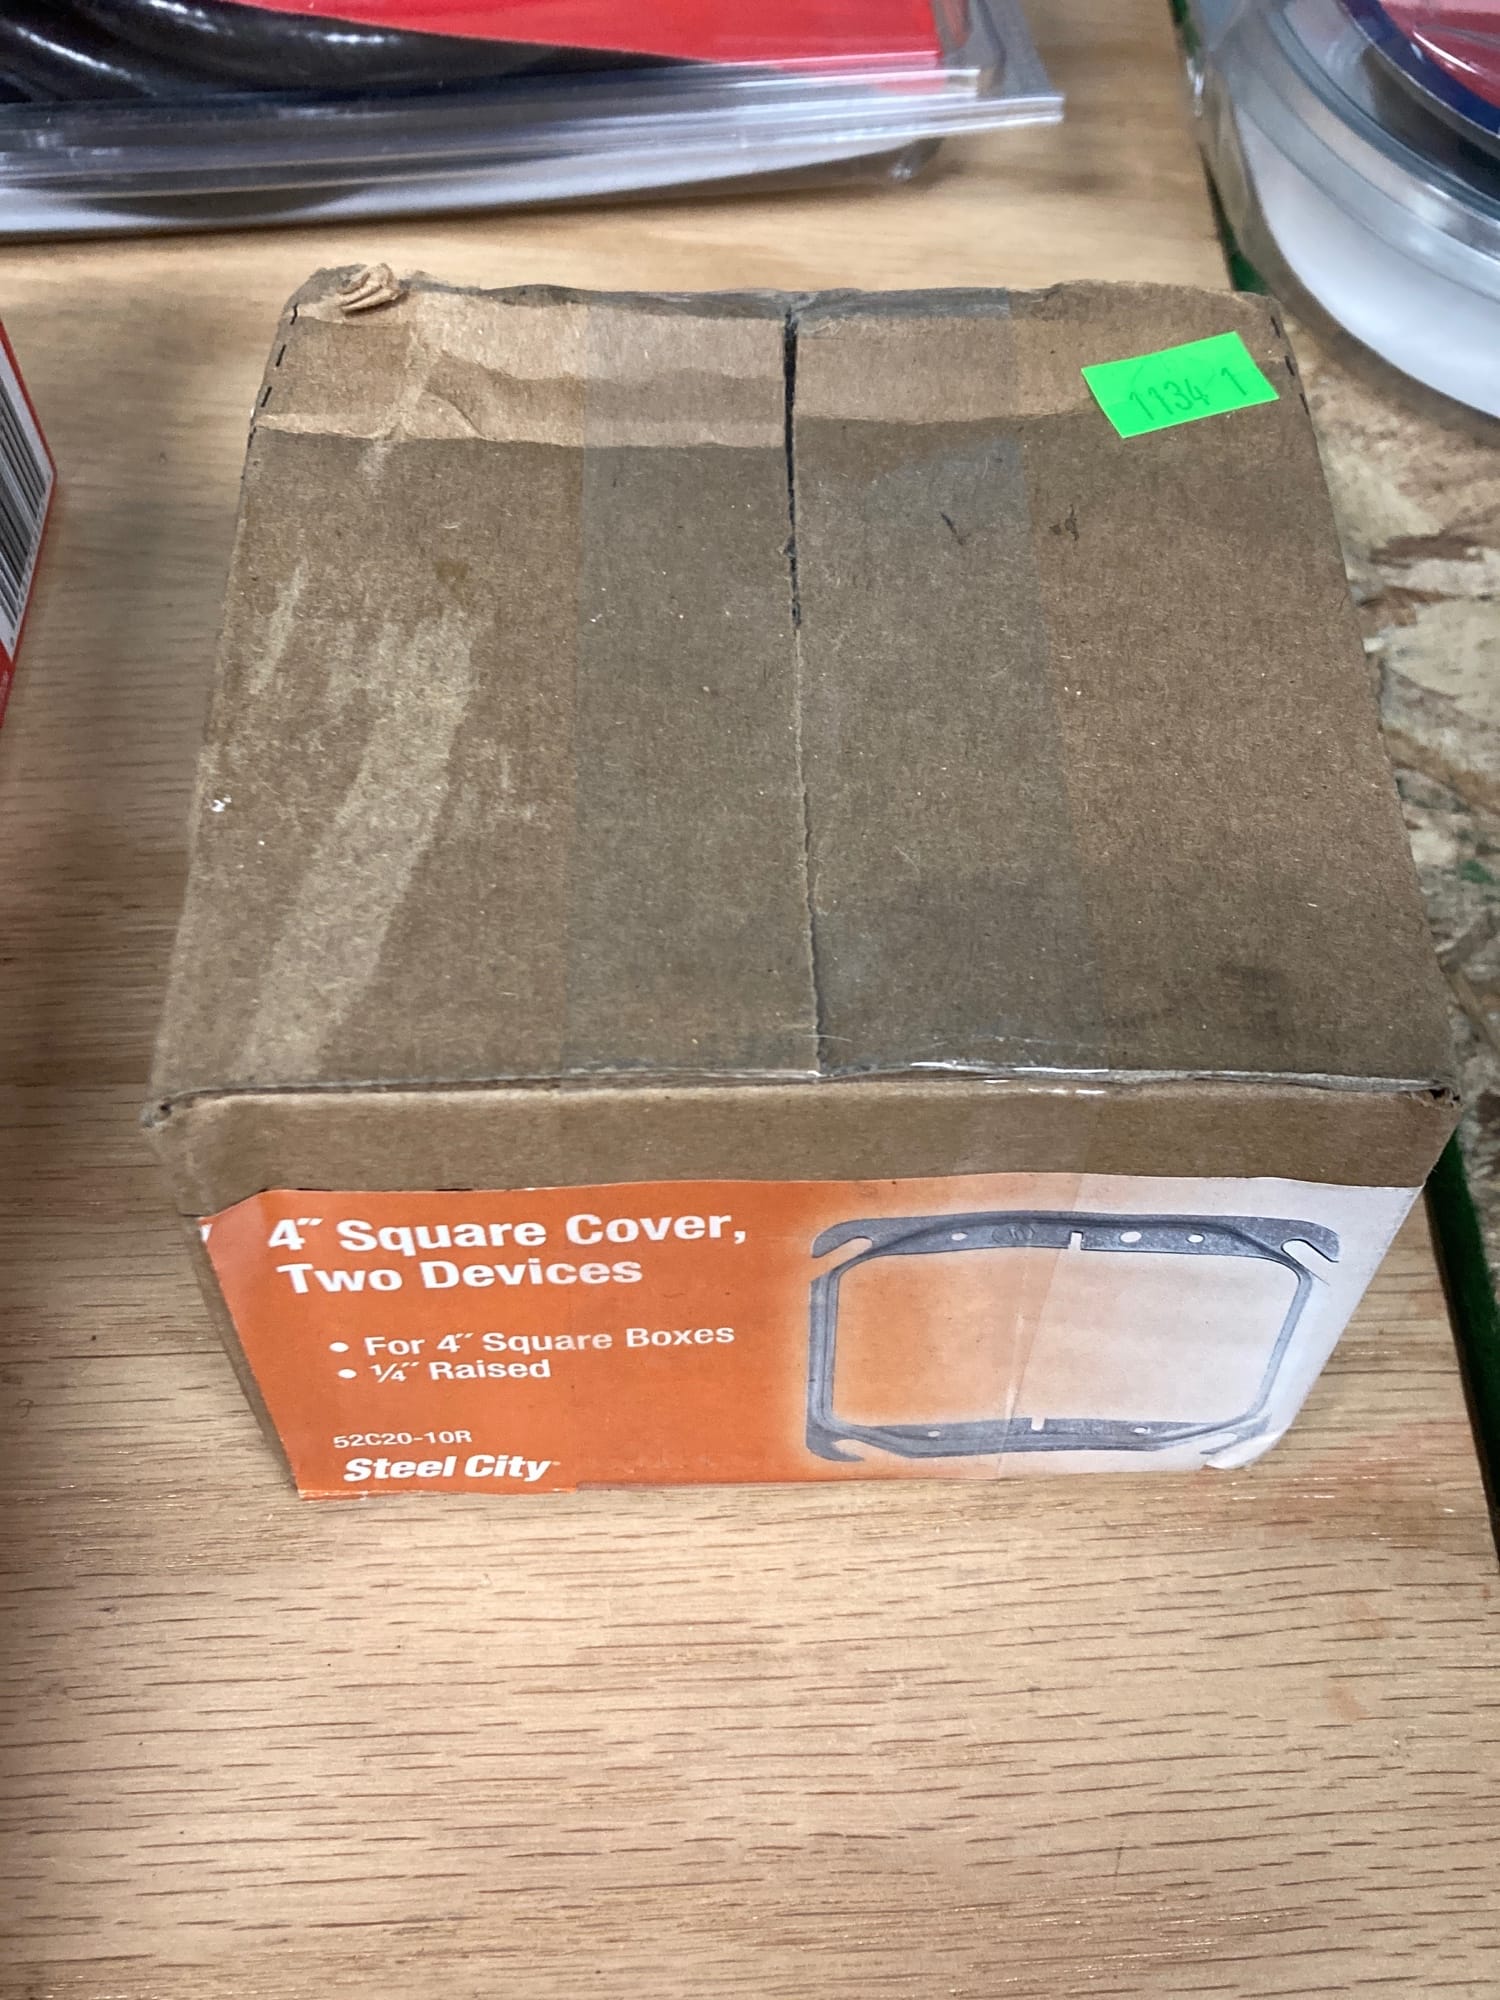 1134 1
4″ Square Cover,
Two Devices
• For 4″ Square Boxes
• ¼″ Raised
52C20-10R
Steel City